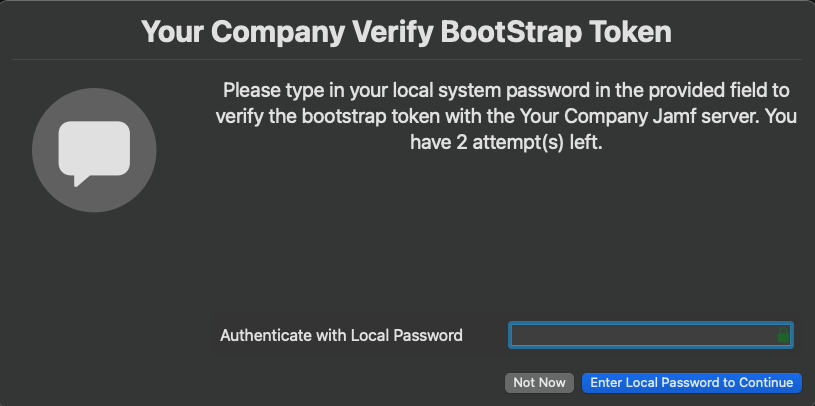 Your Company Verify BootStrap Token
Please type in your local system password in the provided field to
verify the bootstrap token with the Your Company Jamf server. You
have 2 attempt(s) left.
Authenticate with Local Password
Not Now
Enter Local Password to Continue